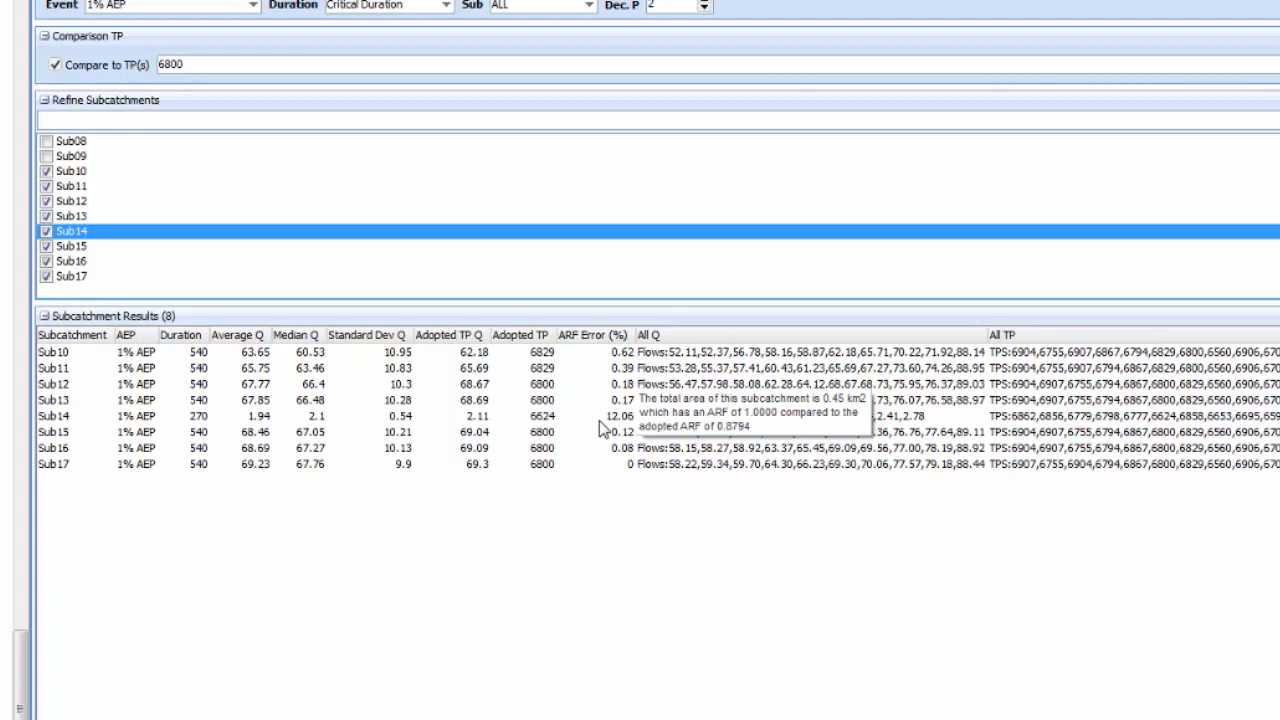 Event 1% AEP Duration Critical Duration Sub ALL Dec. P 2
Comparison TP
Compare to TP(s) 6800
Refine Subcatchments
Sub08
Sub09
Sub10
Sub11
Sub12
Sub13
Sub14
Sub15
Sub16
Sub17
Subcatchment Results (8)
Subcatchment AEP Duration Average Q Median Q Standard Dev Q Adopted TP Q Adopted TP ARF Error (%) All Q All TP
Sub10 1% AEP 540 63.65 60.53 10.95 62.18 6829 0.62 Flows:52.11,52.37,56.78,58.16,58.87,62.18,65.71,70.22,71.92,88.14 TPS:6904,6755,6907,6867,6794,6829,6800,6560,6906,670
Sub11 1% AEP 540 65.75 63.46 10.83 65.69 6829 0.39 Flows:53.28,55.37,57.41,60.43,61.23,65.69,67.27,73.60,74.26,88.95 TPS:6907,6755,6904,6867,6794,6829,6800,6560,6906,670
Sub12 1% AEP 540 67.77 66.4 10.3 68.67 6800 0.18 Flows:56.47,57.98,58.08,62.28,64.12,68.67,68.73,75.95,76.37,89.03 TPS:6907,6755,6904,6794,6867,6800,6829,6560,6906,670
Sub13 1% AEP 540 67.85 66.48 10.28 68.69 6800 0.17 73,76.07,76.58,88.97 TPS:6907,6755,6904,6794,6867,6800,6829,6560,6906,670
Sub14 1% AEP 270 1.94 2.1 0.54 2.11 6624 12.06 2.41,2.78 TPS:6862,6856,6779,6798,6777,6624,6858,6653,6695,659
Sub15 1% AEP 540 68.46 67.05 10.21 69.04 6800 0.12 36,76.76,77.64,89.11 TPS:6907,6755,6904,6794,6867,6800,6829,6560,6906,670
Sub16 1% AEP 540 68.69 67.27 10.13 69.09 6800 0.08 Flows:58.15,58.27,58.92,63.37,65.45,69.09,69.56,77.00,78.19,88.92 TPS:6907,6755,6904,6794,6867,6800,6829,6560,6906,670
Sub17 1% AEP 540 69.23 67.76 9.9 69.3 6800 0 Flows:58.22,59.34,59.70,64.30,66.23,69.30,70.06,77.57,79.18,88.44 TPS:6907,6755,6904,6794,6867,6800,6829,6560,6906,670
The total area of this subcatchment is 0.45 km2
which has an ARF of 1.0000 compared to the
adopted ARF of 0.8794